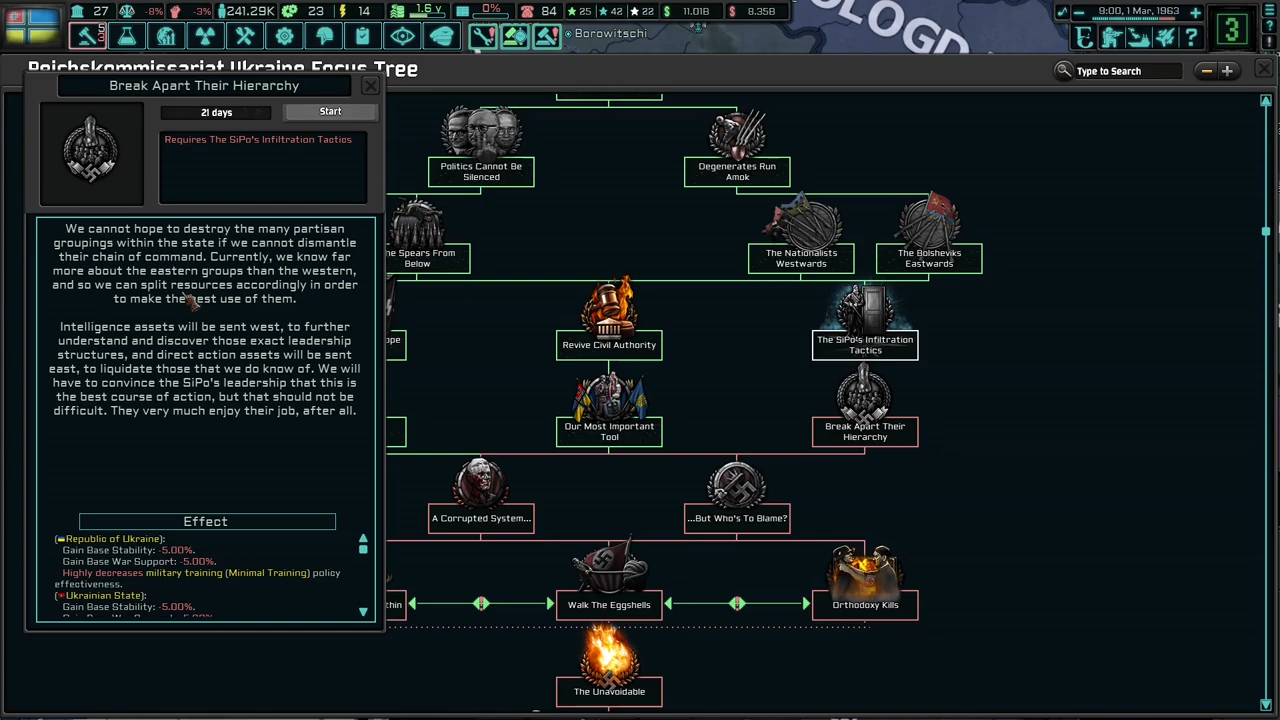 27 -8% -3% 241.29K 23 14 1.6 v 0% 84 25 42 22 $ 11.01B $ 8.35B
9:00, 1 Mar, 1963
3
Borowitschi
OLOGDA
Reichskommissariat Ukraine Focus Tree
Type to Search
Break Apart Their Hierarchy
21 days
Start
Requires The SiPo's Infiltration Tactics
We cannot hope to destroy the many partisan
groupings within the state if we cannot dismantle
their chain of command. Currently, we know far
more about the eastern groups than the western,
and so we can split resources accordingly in order
to make the best use of them.
Intelligence assets will be sent west, to further
understand and discover those exact leadership
structures, and direct action assets will be sent
east, to liquidate those that we do know of. We will
have to convince the SiPo's leadership that this is
the best course of action, but that should not be
difficult. They very much enjoy their job, after all.
Effect
(Republic of Ukraine):
Gain Base Stability: -5.00%.
Gain Base War Support: -5.00%.
Highly decreases military training (Minimal Training) policy
effectiveness.
(Ukrainian State):
Gain Base Stability: -5.00%.
Politics Cannot Be
Silenced
Degenerates Run
Amok
he Spears From
Below
The Nationalists
Westwards
The Bolsheviks
Eastwards
ope
Revive Civil Authority
The SiPo's Infiltration
Tactics
Our Most Important
Tool
Break Apart Their
Hierarchy
A Corrupted System...
...But Who's To Blame?
thin
Walk The Eggshells
Orthodoxy Kills
The Unavoidable